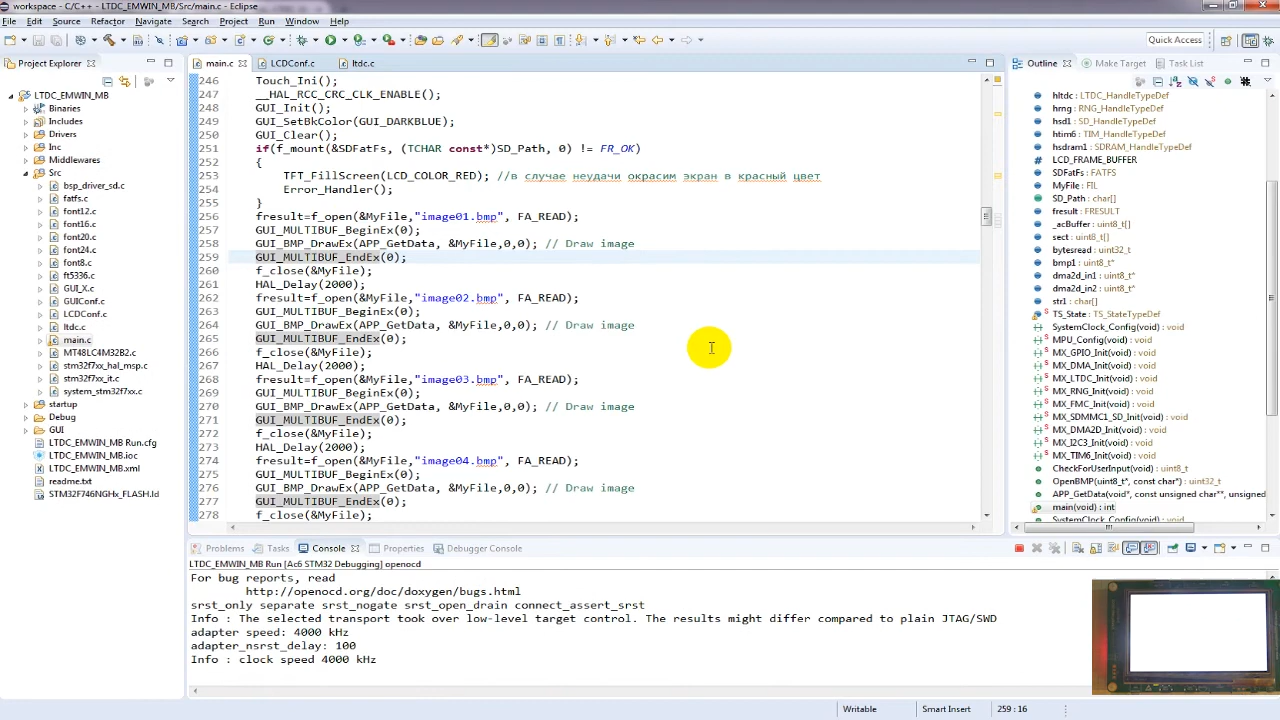 workspace - C/C++ - LTDC_EMWIN_MB/Src/main.c - Eclipse
File Edit Source Refactor Navigate Search Project Run Window Help
Quick Access
Project Explorer
main.c LCDConf.c ltdc.c
Outline Make Target Task List
LTDC_EMWIN_MB
Binaries
Includes
Drivers
Inc
Middlewares
Src
bsp_driver_sd.c
fatfs.c
font12.c
font16.c
font20.c
font24.c
font8.c
ft5336.c
GUI_X.c
GUIConf.c
LCDConf.c
ltdc.c
main.c
MT48LC4M32B2.c
stm32f7xx_hal_msp.c
stm32f7xx_it.c
system_stm32f7xx.c
startup
Debug
GUI
LTDC_EMWIN_MB Run.cfg
LTDC_EMWIN_MB.ioc
LTDC_EMWIN_MB.xml
readme.txt
STM32F746NGHx_FLASH.ld
246 Touch_Ini();
247 __HAL_RCC_CRC_CLK_ENABLE();
248 GUI_Init();
249 GUI_SetBkColor(GUI_DARKBLUE);
250 GUI_Clear();
251 if(f_mount(&SDFatFs, (TCHAR const*)SD_Path, 0) != FR_OK)
252 {
253 TFT_FillScreen(LCD_COLOR_RED); //в случае неудачи окрасим экран в красный цвет
254 Error_Handler();
255 }
256 fresult=f_open(&MyFile,"image01.bmp", FA_READ);
257 GUI_MULTIBUF_BeginEx(0);
258 GUI_BMP_DrawEx(APP_GetData, &MyFile,0,0); // Draw image
259 GUI_MULTIBUF_EndEx(0);
260 f_close(&MyFile);
261 HAL_Delay(2000);
262 fresult=f_open(&MyFile,"image02.bmp", FA_READ);
263 GUI_MULTIBUF_BeginEx(0);
264 GUI_BMP_DrawEx(APP_GetData, &MyFile,0,0); // Draw image
265 GUI_MULTIBUF_EndEx(0);
266 f_close(&MyFile);
267 HAL_Delay(2000);
268 fresult=f_open(&MyFile,"image03.bmp", FA_READ);
269 GUI_MULTIBUF_BeginEx(0);
270 GUI_BMP_DrawEx(APP_GetData, &MyFile,0,0); // Draw image
271 GUI_MULTIBUF_EndEx(0);
272 f_close(&MyFile);
273 HAL_Delay(2000);
274 fresult=f_open(&MyFile,"image04.bmp", FA_READ);
275 GUI_MULTIBUF_BeginEx(0);
276 GUI_BMP_DrawEx(APP_GetData, &MyFile,0,0); // Draw image
277 GUI_MULTIBUF_EndEx(0);
278 f_close(&MyFile);
hltdc : LTDC_HandleTypeDef
hrng : RNG_HandleTypeDef
hsd1 : SD_HandleTypeDef
htim6 : TIM_HandleTypeDef
hsdram1 : SDRAM_HandleTypeDef
LCD_FRAME_BUFFER
SDFatFs : FATFS
MyFile : FIL
SD_Path : char[]
fresult : FRESULT
_acBuffer : uint8_t[]
sect : uint8_t[]
bytesread : uint32_t
bmp1 : uint8_t*
dma2d_in1 : uint8_t*
dma2d_in2 : uint8_t*
str1 : char[]
TS_State : TS_StateTypeDef
SystemClock_Config(void) : void
MPU_Config(void) : void
MX_GPIO_Init(void) : void
MX_DMA_Init(void) : void
MX_LTDC_Init(void) : void
MX_RNG_Init(void) : void
MX_FMC_Init(void) : void
MX_SDMMC1_SD_Init(void) : void
MX_DMA2D_Init(void) : void
MX_I2C3_Init(void) : void
MX_TIM6_Init(void) : void
CheckForUserInput(void) : uint8_t
OpenBMP(uint8_t*, const char*) : uint32_t
APP_GetData(void*, const unsigned char**, unsigned
main(void) : int
SystemClock_Config(void) : void
Problems Tasks Console Properties Debugger Console
LTDC_EMWIN_MB Run [Ac6 STM32 Debugging] openocd
For bug reports, read
http://openocd.org/doc/doxygen/bugs.html
srst_only separate srst_nogate srst_open_drain connect_assert_srst
Info : The selected transport took over low-level target control. The results might differ compared to plain JTAG/SWD
adapter speed: 4000 kHz
adapter_nsrst_delay: 100
Info : clock speed 4000 kHz
Writable Smart Insert 259 : 16